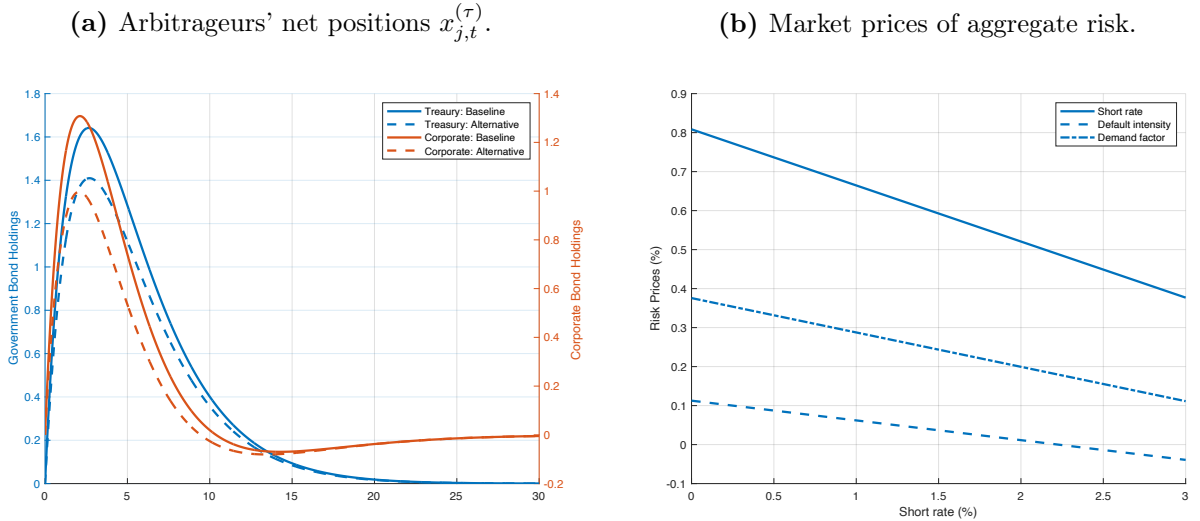 (a) Arbitrageurs' net positions $x_{j,t}^{(\tau)}$.
1.8
1.6
1.4
1.2
1
0.8
0.6
0.4
0.2
0
Government Bond Holdings
Treaury: Baseline
Treasury: Alternative
Corporate: Baseline
Corporate: Alternative
1.4
1.2
1
0.8
0.6
0.4
0.2
0
-0.2
Corporate Bond Holdings
0 5 10 15 20 25 30
(b) Market prices of aggregate risk.
0.9
0.8
0.7
0.6
0.5
0.4
0.3
0.2
0.1
0
-0.1
Risk Prices (%)
Short rate
Default intensity
Demand factor
0 0.5 1 1.5 2 2.5 3
Short rate (%)